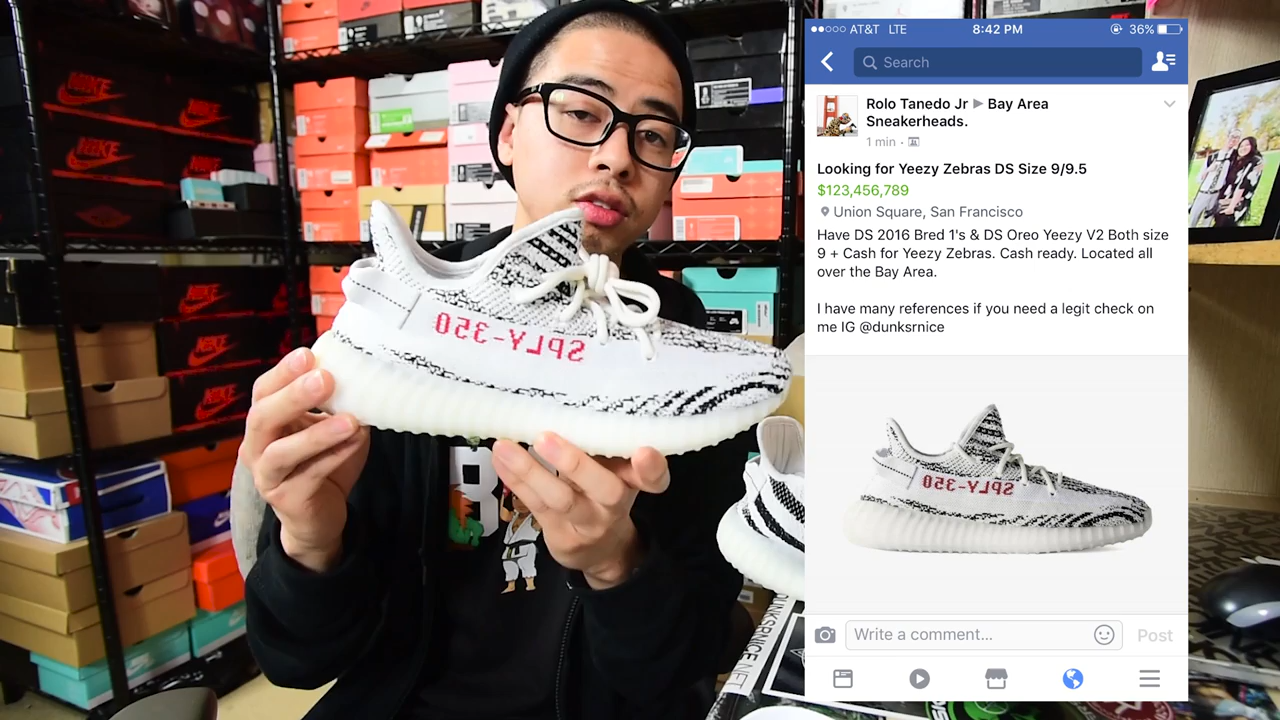 NIKE
NIKE
NIKE
NIKE
SPLY-350
DUNKSRNICE.NET
AT&T LTE
8:42 PM
36%
Search
Rolo Tanedo Jr ▶ Bay Area
Sneakerheads.
1 min ·
Looking for Yeezy Zebras DS Size 9/9.5
$123,456,789
Union Square, San Francisco
Have DS 2016 Bred 1's & DS Oreo Yeezy V2 Both size
9 + Cash for Yeezy Zebras. Cash ready. Located all
over the Bay Area.
I have many references if you need a legit check on
me IG @dunksrnice
SPLY-350
Write a comment...
Post